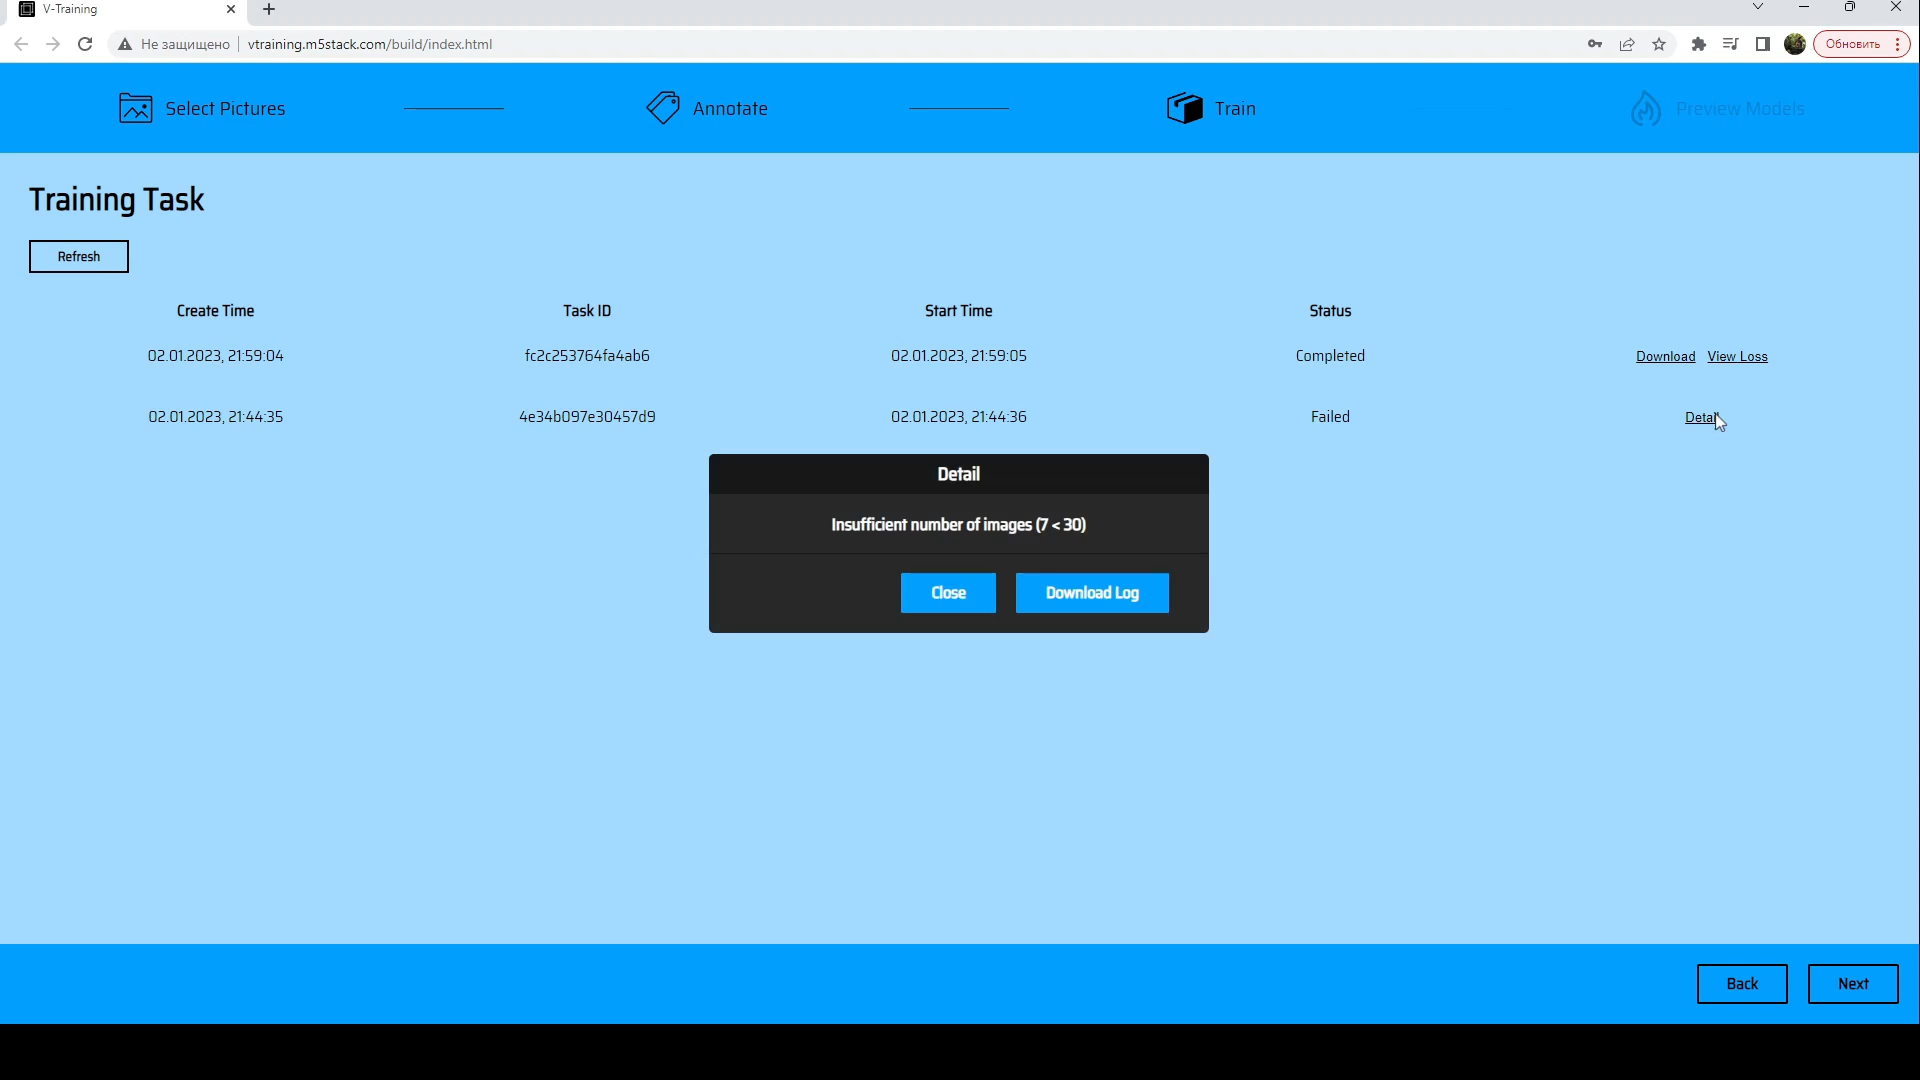 V-Training
Не защищено vtraining.m5stack.com/build/index.html Обновить
Select Pictures Annotate Train Preview Models
Training Task
Refresh
Create Time Task ID Start Time Status
02.01.2023, 21:59:04 fc2c253764fa4ab6 02.01.2023, 21:59:05 Completed Download View Loss
02.01.2023, 21:44:35 4e34b097e30457d9 02.01.2023, 21:44:36 Failed Detail
Detail
Insufficient number of images (7 < 30)
Close Download Log
Back Next